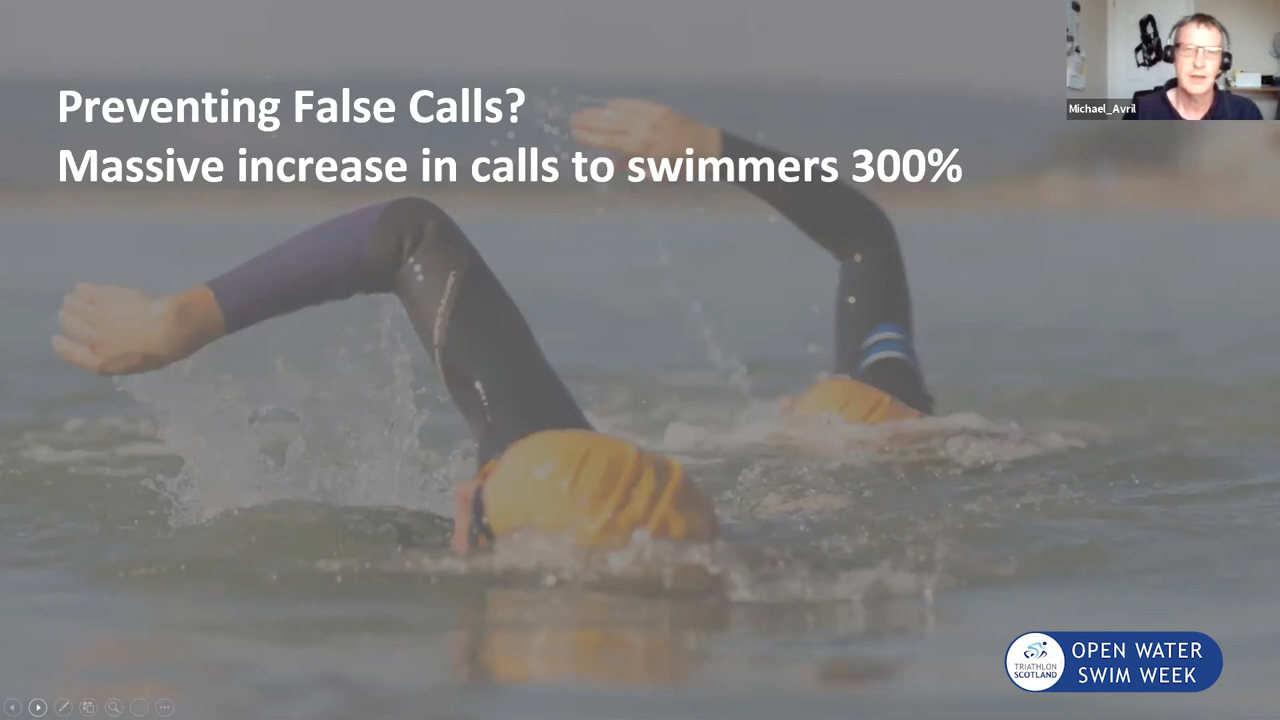 Preventing False Calls?
Massive increase in calls to swimmers 300%
Michael_Avril
TRIATHLON
SCOTLAND
OPEN WATER
SWIM WEEK